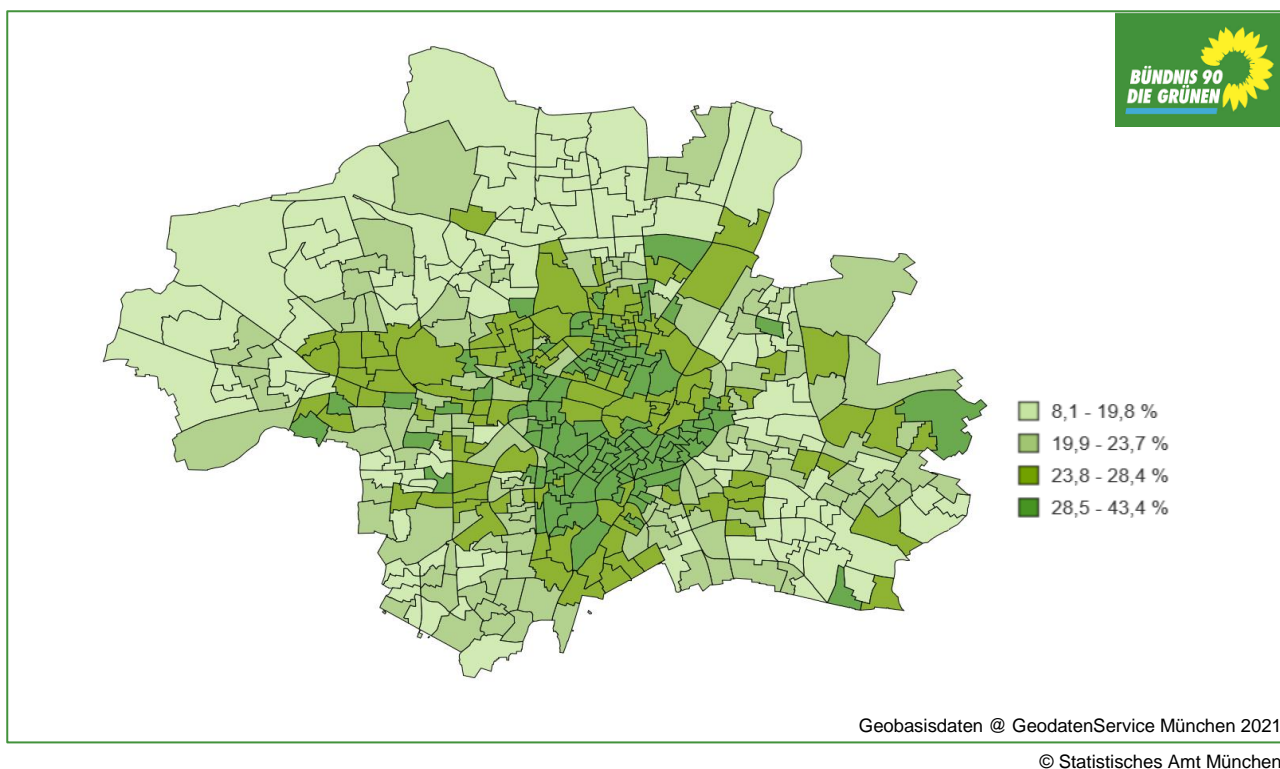 BÜNDNIS 90
DIE GRÜNEN
8,1 - 19,8 %
19,9 - 23,7 %
23,8 - 28,4 %
28,5 - 43,4 %
Geobasisdaten @ GeodatenService München 2021
© Statistisches Amt München